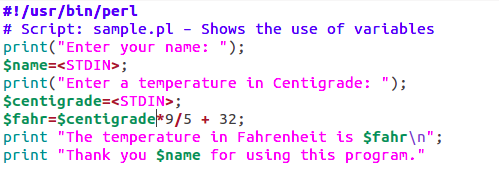 #!/usr/bin/perl
# Script: sample.pl – Shows the use of variables
print("Enter your name: ");
$name=<STDIN>;
print("Enter a temperature in Centigrade: ");
$centigrade=<STDIN>;
$fahr=$centigrade*9/5 + 32;
print "The temperature in Fahrenheit is $fahr\n";
print "Thank you $name for using this program."